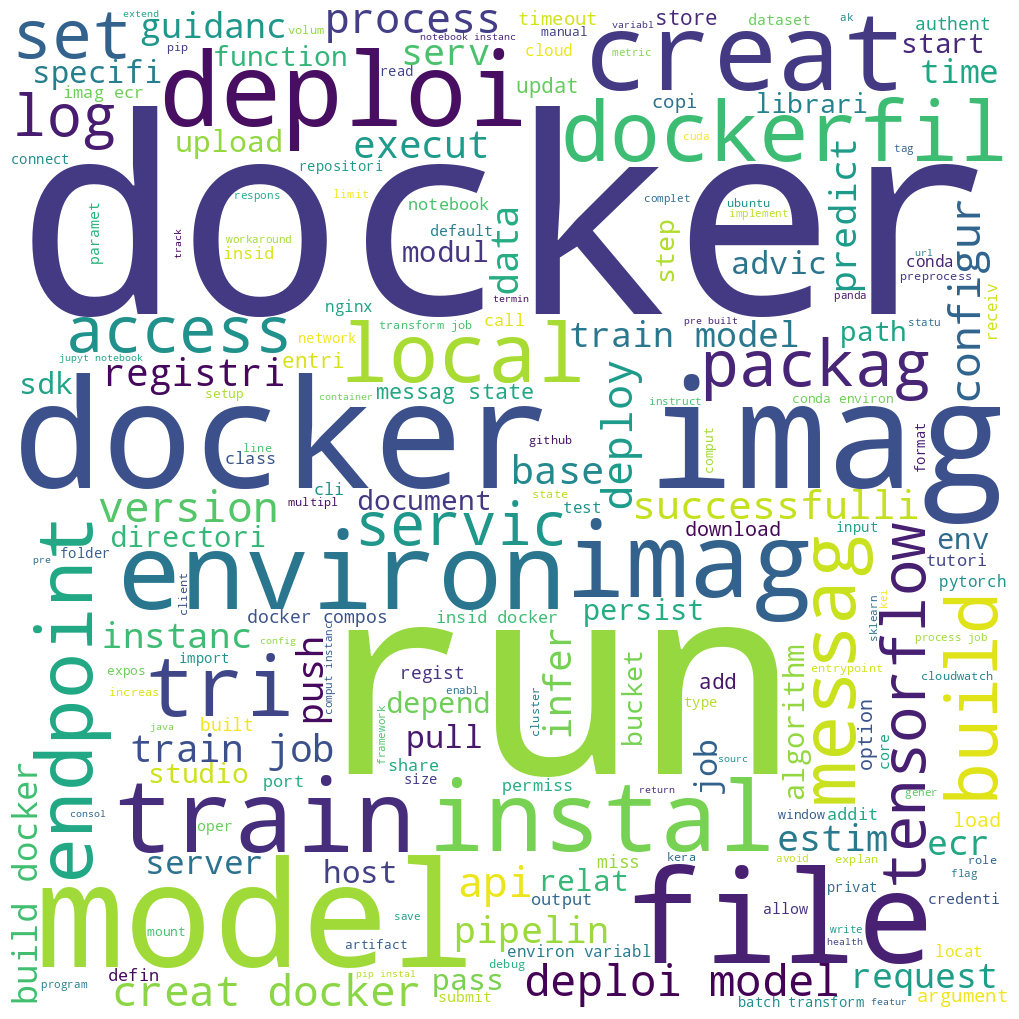 set
guidanc
extend
volum
pip
process
notebook instanc
timeout
manual
variabl
store
dataset
ak
authent
specifi
imag ecr
function
serv
read
cloud
metric
start
time
log
deploi
updat
creat
upload
execut
copi
librari
dockerfil
connect
repositori
cuda
tag
docker
paramet
track
respons
limit
workaround
insid
notebook
default
modul
data
complet
ubuntu
implement
step
advic
predict
url
conda
preprocess
configur
receiv
termin
panda
nginx
access
network
transform job
call
pre built
train model
path
statu
jupyt notebook
registri
entri
local
packag
sdk
setup
container
messag state
instruct
conda environ
docker imag
line
class
github
deploy
comput
format
cli
base
version
multipl
document
state
test
successfulli
directori
servic
download
input
env
pre
folder
environ
imag
messag
tutori
tensorflow
pytorch
endpoint
client
docker compos
insid docker
persist
sklearn
kei
build
instanc
config
process job
expos
import
push
comput instanc
run
regist
infer
add
algorithm
entrypoint
cloudwatch
increas
tri
enabl
depend
bucket
type
java
built
framework
cluster
pull
option
core
train job
sourc
job
studio
port
share
size
permiss
return
gener
consol
train
instal
window
addit
load
oper
estim
ecr
build docker
server
host
miss
kera
avoid
explan
role
flag
model
api
relat
file
output
privat
credenti
save
allow
mount
pipelin
write
artifact
environ variabl
health
locat
defin
pip instal
debug
program
creat docker
pass
submit
deploi model
request
argument
batch transform
featur